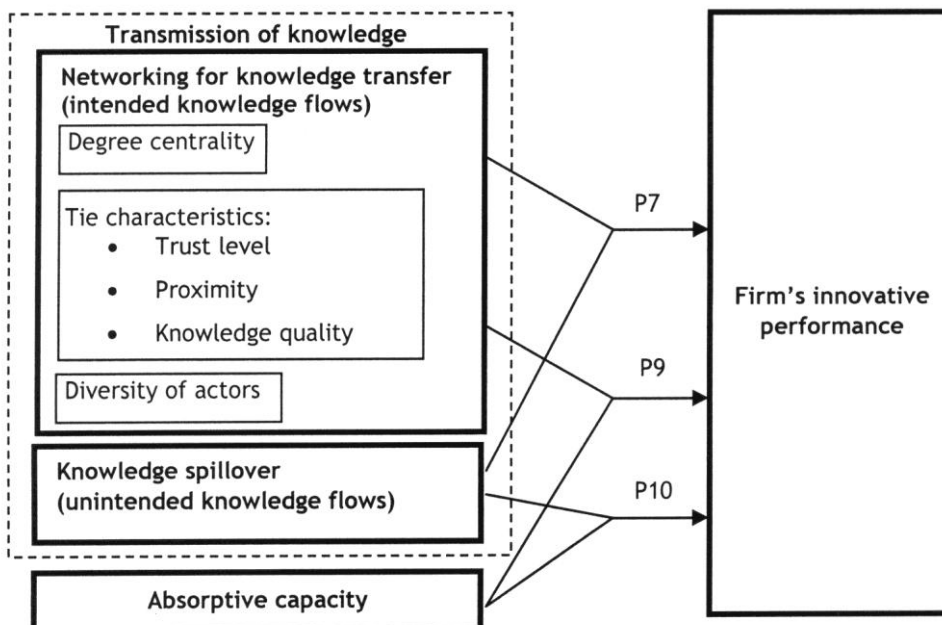 Transmission of knowledge
Networking for knowledge transfer
(intended knowledge flows)
Degree centrality
Tie characteristics:
• Trust level
• Proximity
• Knowledge quality
Diversity of actors
Knowledge spillover
(unintended knowledge flows)
Absorptive capacity
P7
P9
P10
Firm's innovative
performance